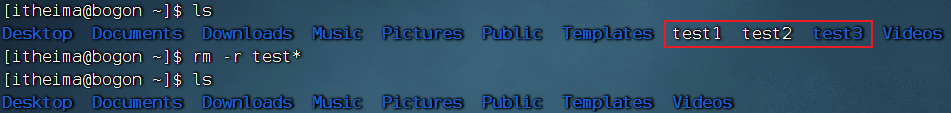 [itheima@bogon ~]$ ls
Desktop  Documents  Downloads  Music  Pictures  Public  Templates  test1  test2  test3  Videos
[itheima@bogon ~]$ rm -r test*
[itheima@bogon ~]$ ls
Desktop  Documents  Downloads  Music  Pictures  Public  Templates  Videos